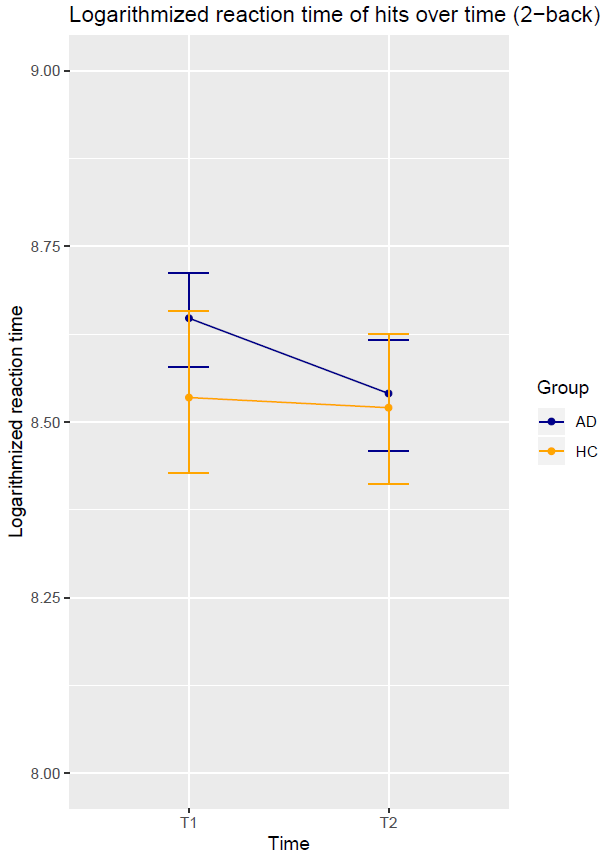 Logarithmized reaction time of hits over time (2−back)
9.00
8.75
8.50
8.25
8.00
Logarithmized reaction time
T1
T2
Time
Group
AD
HC